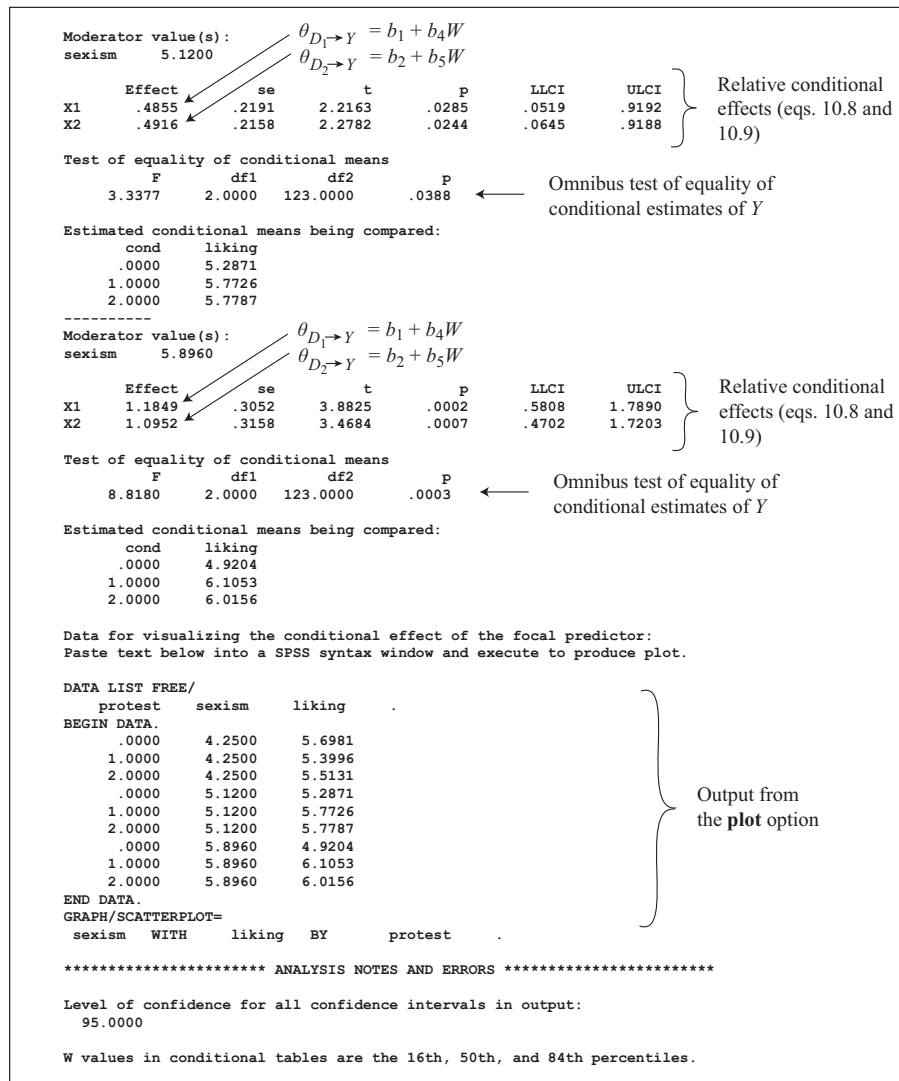 Moderator value(s):
sexism 5.1200
θD₁→Y = b₁ + b₄W
θD₂→Y = b₂ + b₅W
Effect se t p LLCI ULCI
X1 .4855 .2191 2.2163 .0285 .0519 .9192
X2 .4916 .2158 2.2782 .0244 .0645 .9188
Relative conditional
effects (eqs. 10.8 and
10.9)
Test of equality of conditional means
F df1 df2 p
3.3377 2.0000 123.0000 .0388
Omnibus test of equality of
conditional estimates of Y
Estimated conditional means being compared:
cond liking
.0000 5.2871
1.0000 5.7726
2.0000 5.7787
----------
Moderator value(s):
sexism 5.8960
θD₁→Y = b₁ + b₄W
θD₂→Y = b₂ + b₅W
Effect se t p LLCI ULCI
X1 1.1849 .3052 3.8825 .0002 .5808 1.7890
X2 1.0952 .3158 3.4684 .0007 .4702 1.7203
Relative conditional
effects (eqs. 10.8 and
10.9)
Test of equality of conditional means
F df1 df2 p
8.8180 2.0000 123.0000 .0003
Omnibus test of equality of
conditional estimates of Y
Estimated conditional means being compared:
cond liking
.0000 4.9204
1.0000 6.1053
2.0000 6.0156
Data for visualizing the conditional effect of the focal predictor:
Paste text below into a SPSS syntax window and execute to produce plot.
DATA LIST FREE/
protest sexism liking .
BEGIN DATA.
.0000 4.2500 5.6981
1.0000 4.2500 5.3996
2.0000 4.2500 5.5131
.0000 5.1200 5.2871
1.0000 5.1200 5.7726
2.0000 5.1200 5.7787
.0000 5.8960 4.9204
1.0000 5.8960 6.1053
2.0000 5.8960 6.0156
END DATA.
GRAPH/SCATTERPLOT=
sexism WITH liking BY protest .
Output from
the plot option
*********************** ANALYSIS NOTES AND ERRORS ************************
Level of confidence for all confidence intervals in output:
95.0000
W values in conditional tables are the 16th, 50th, and 84th percentiles.